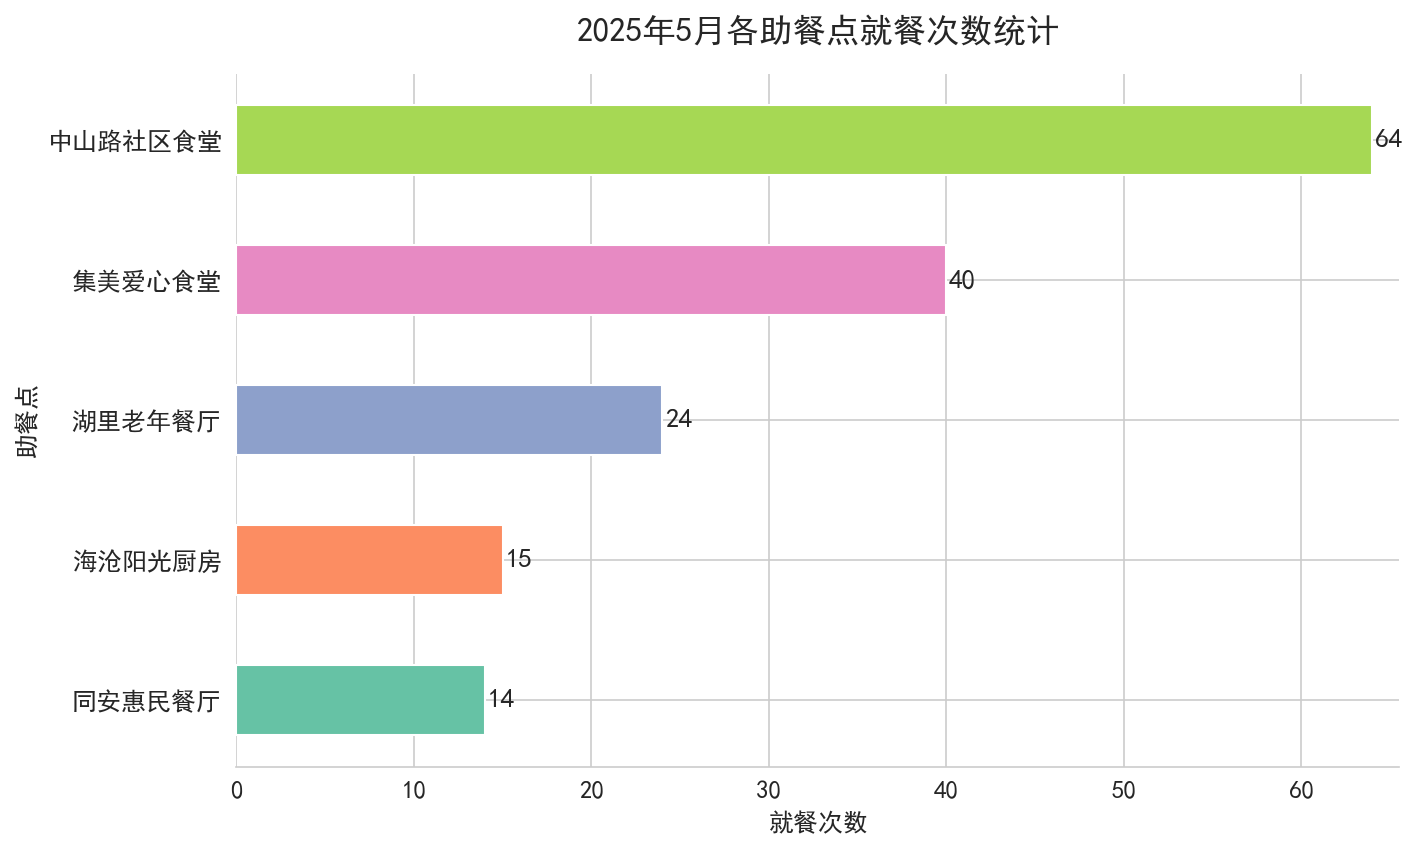 2025年5月各助餐点就餐次数统计
中山路社区食堂
64
集美爱心食堂
40
湖里老年餐厅
24
海沧阳光厨房
15
同安惠民餐厅
14
助餐点
0 10 20 30 40 50 60
就餐次数